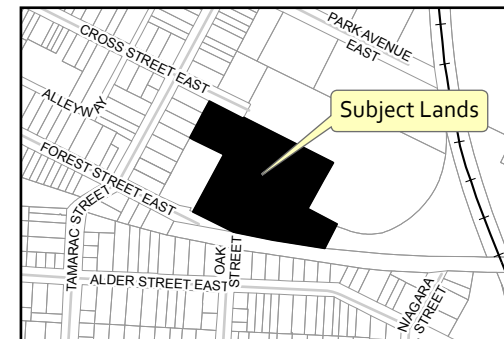 PARK AVENUE
EAST
CROSS STREET EAST
ALLEYWAY
Subject Lands
FOREST STREET EAST
TAMARAC STREET
OAK
STREET
ALDER STREET EAST
NIAGARA
STREET